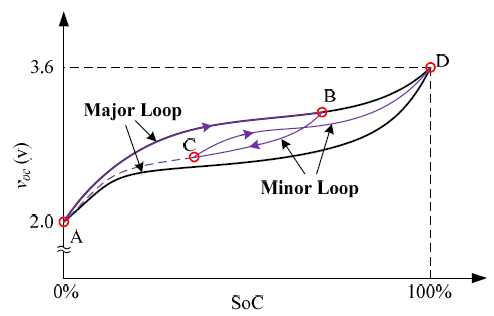 3.6
D
B
Major Loop
C
v_oc (v)
Minor Loop
2.0
A
0%
SoC
100%